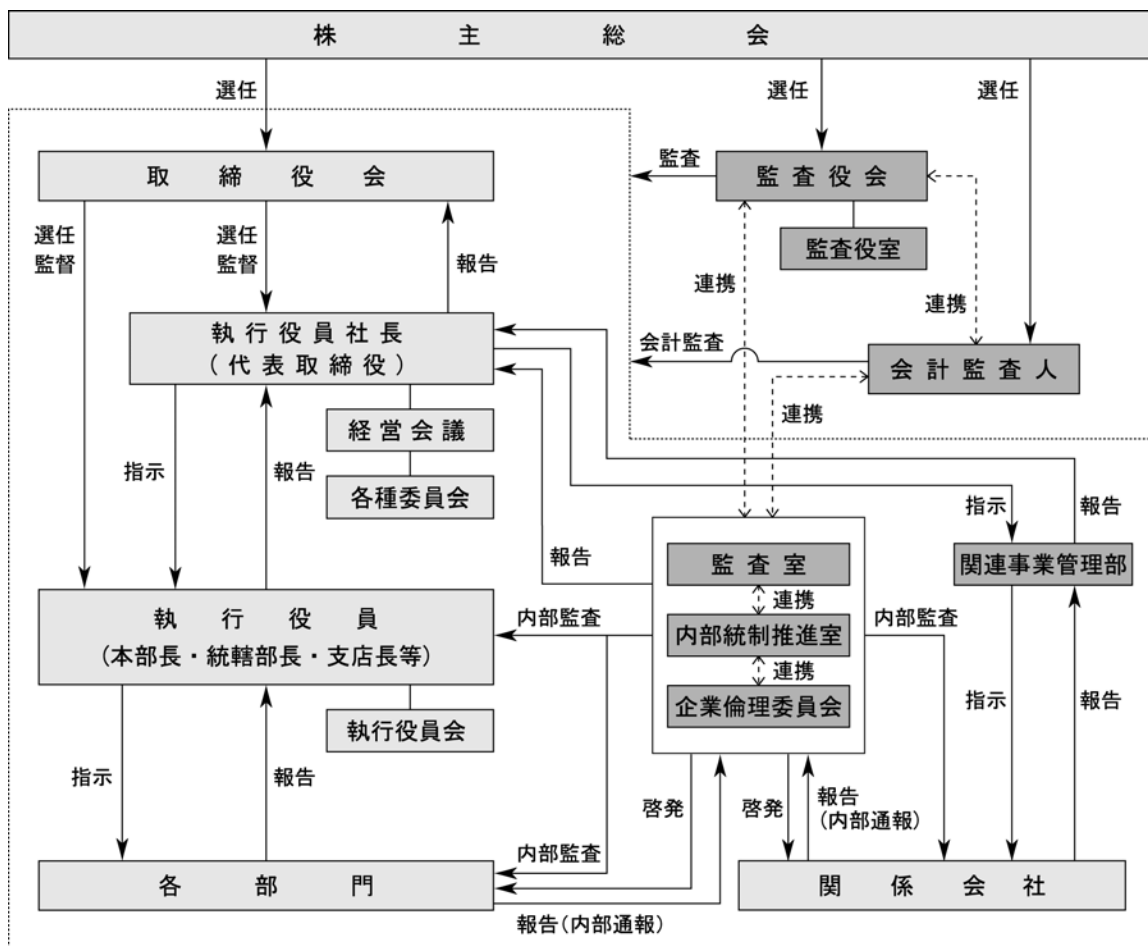 株主総会
選任
選任
選任
取締役会
監査
監査役会
監査役室
選任
監督
選任
監督
報告
連携
連携
執行役員社長
(代表取締役)
会計監査
会計監査人
連携
経営会議
各種委員会
指示
報告
報告
指示
報告
監査室
連携
内部統制推進室
連携
企業倫理委員会
関連事業管理部
執行役員
(本部長・統轄部長・支店長等)
内部監査
内部監査
執行役員会
指示
報告
指示
報告
啓発
啓発
報告
(内部通報)
内部監査
各部門
関係会社
報告(内部通報)